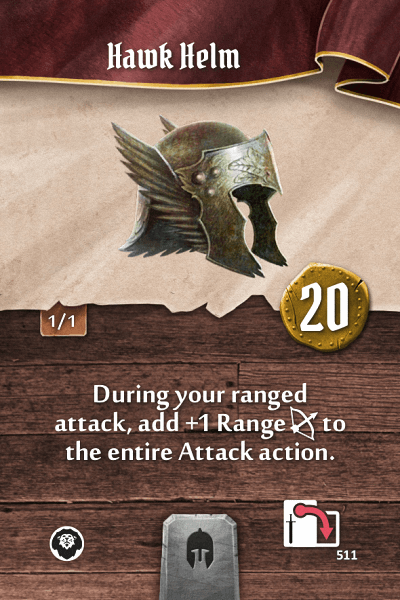 Hawk Helm
20
1/1
During your ranged
attack, add +1 Range to
the entire Attack action.
511